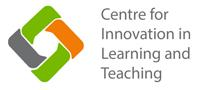 Centre for
Innovation in
Learning and
Teaching